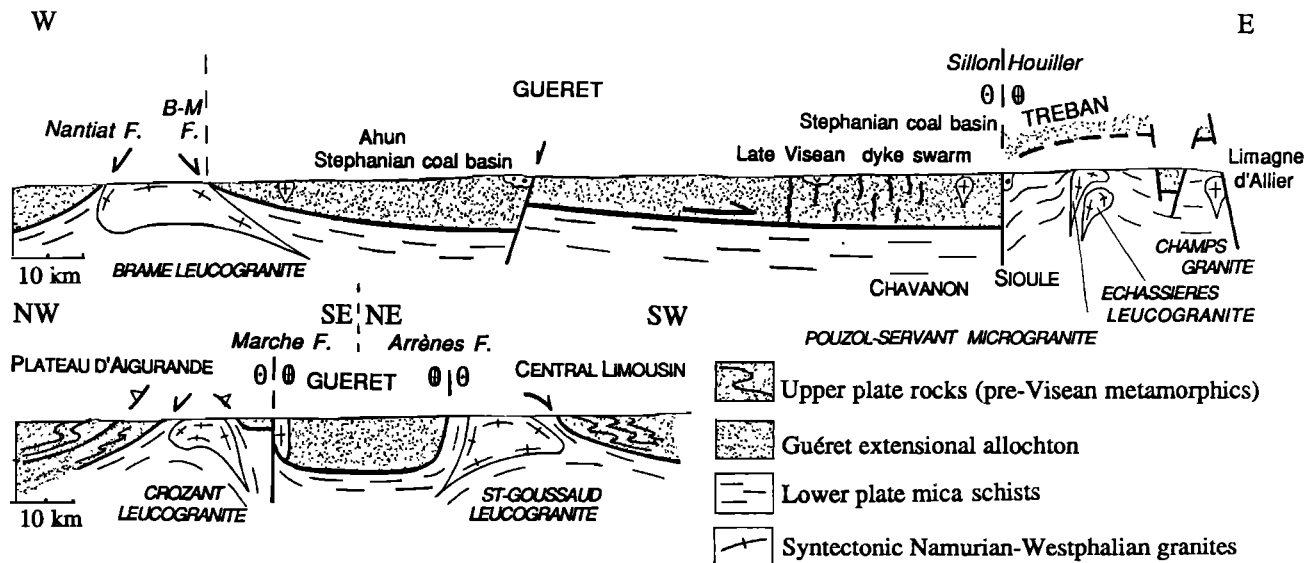 W
E
Sillon Houiller
B-M
F.
Nantiat F.
GUERET
TREBAN
Ahun
Stephanian coal basin
Stephanian coal basin
Late Visean dyke swarm
Limagne
d'Allier
10 km
BRAME LEUCOGRANITE
CHAVANON
SIOULE
CHAMPS
GRANITE
ECHASSIERES
LEUCOGRANITE
POUZOL-SERVANT MICROGRANITE
NW
SE NE
SW
Marche F.
Arrènes F.
PLATEAU D'AIGURANDE
GUERET
CENTRAL LIMOUSIN
CROZANT
LEUCOGRANITE
ST-GOUSSAUD
LEUCOGRANITE
10 km
Upper plate rocks (pre-Visean metamorphics)
Guéret extensional allochton
Lower plate mica schists
Syntectonic Namurian-Westphalian granites